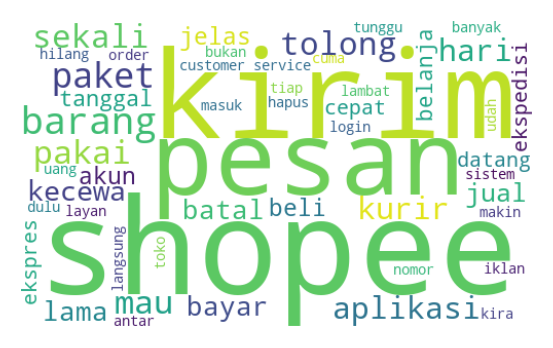 sekali
jelas
tolong
tunggu
banyak
hilang
order
bukan
cuma
hari
kirim
customer service
paket
tanggal
masuk
tiap
hapus
lambat
cepat
belanja
udah
ekspedisi
barang
login
pakai
pesan
datang
uang
akun
sistem
kecewa
jual
dulu
layan
batal
beli
kurir
makin
shopee
ekspres
langsung
toko
nomor
iklan
lama
mau
bayar
aplikasi
kira
antar